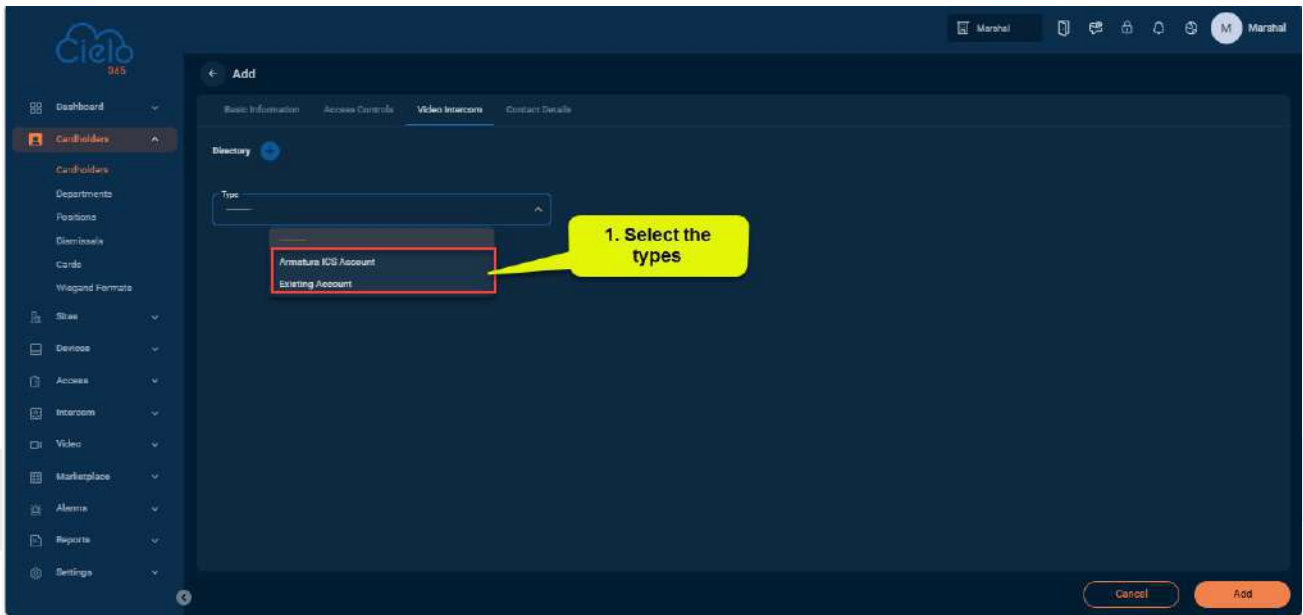 Cielo
365
Marshal
M
Marshal
Add
Basic Information Access Controls Video Intercom Contact Details
Directory
Type
Armatura ICS Account
Existing Account
1. Select the
types
Dashboard
Cardholders
Cardholders
Departments
Positions
Dismissals
Cards
Wiegand Formats
Sites
Devices
Access
Intercom
Video
Marketplace
Alarms
Reports
Settings
Cancel
Add